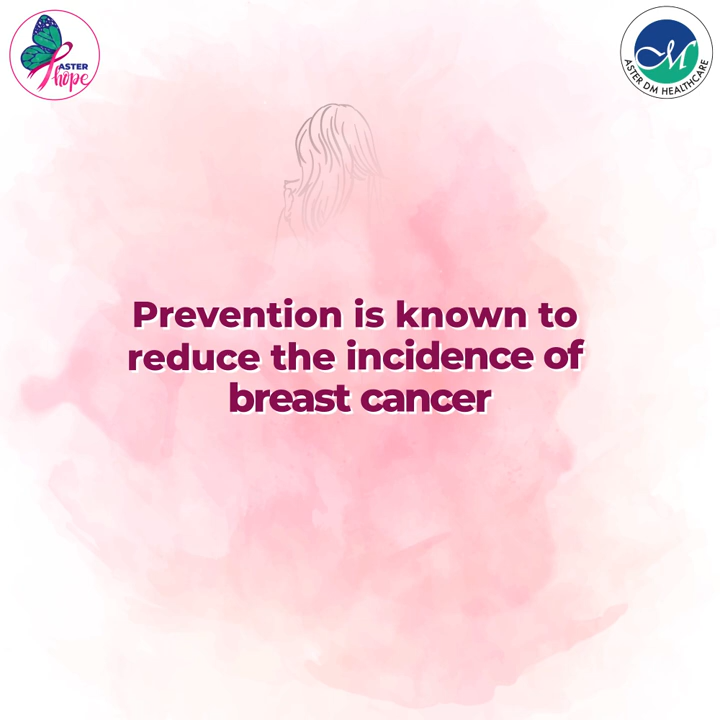 ASTER
hope
M
ASTER DM HEALTHCARE
Prevention is known to
reduce the incidence of
breast cancer